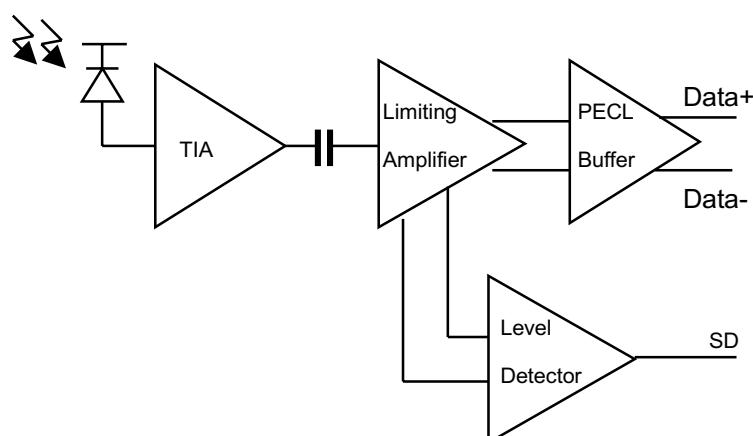 TIA
Limiting
Amplifier
PECL
Buffer
Data+
Data-
Level
Detector
SD